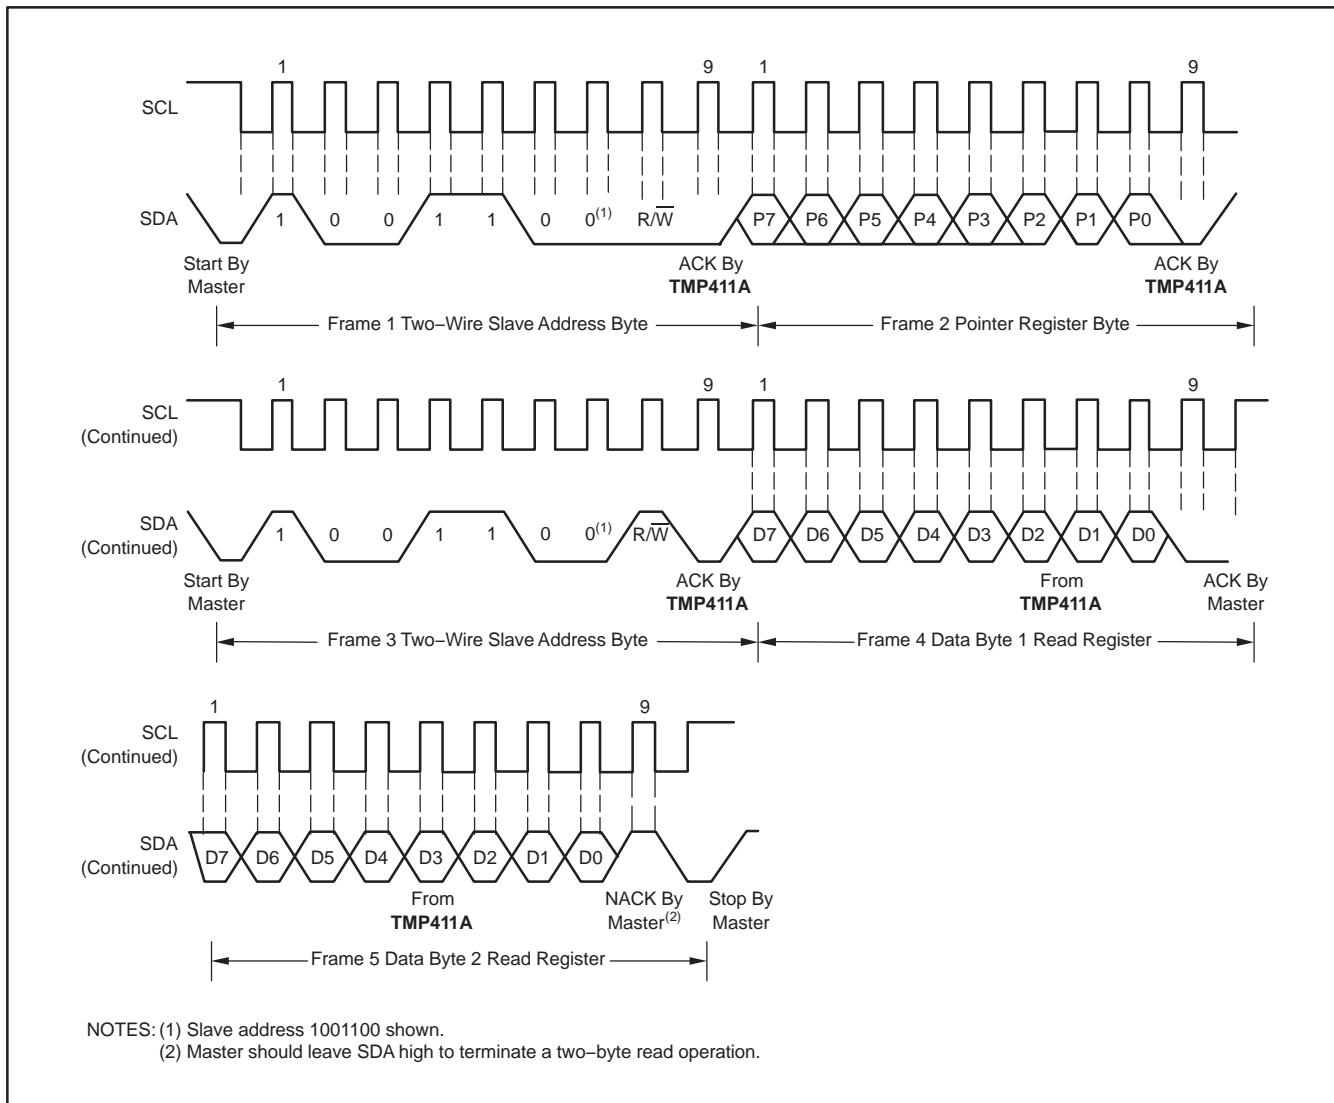 1 9 1 9
SCL
SDA 1 0 0 1 1 0 0(1) R/W̅ P7 P6 P5 P4 P3 P2 P1 P0
Start By Master
ACK By TMP411A
ACK By TMP411A
Frame 1 Two−Wire Slave Address Byte
Frame 2 Pointer Register Byte
1 9 1 9
SCL (Continued)
SDA (Continued) 1 0 0 1 1 0 0(1) R/W̅ D7 D6 D5 D4 D3 D2 D1 D0
Start By Master
ACK By TMP411A
From TMP411A
ACK By Master
Frame 3 Two−Wire Slave Address Byte
Frame 4 Data Byte 1 Read Register
1 9
SCL (Continued)
SDA (Continued) D7 D6 D5 D4 D3 D2 D1 D0
From TMP411A
NACK By Master(2)
Stop By Master
Frame 5 Data Byte 2 Read Register
NOTES: (1) Slave address 1001100 shown.
(2) Master should leave SDA high to terminate a two−byte read operation.